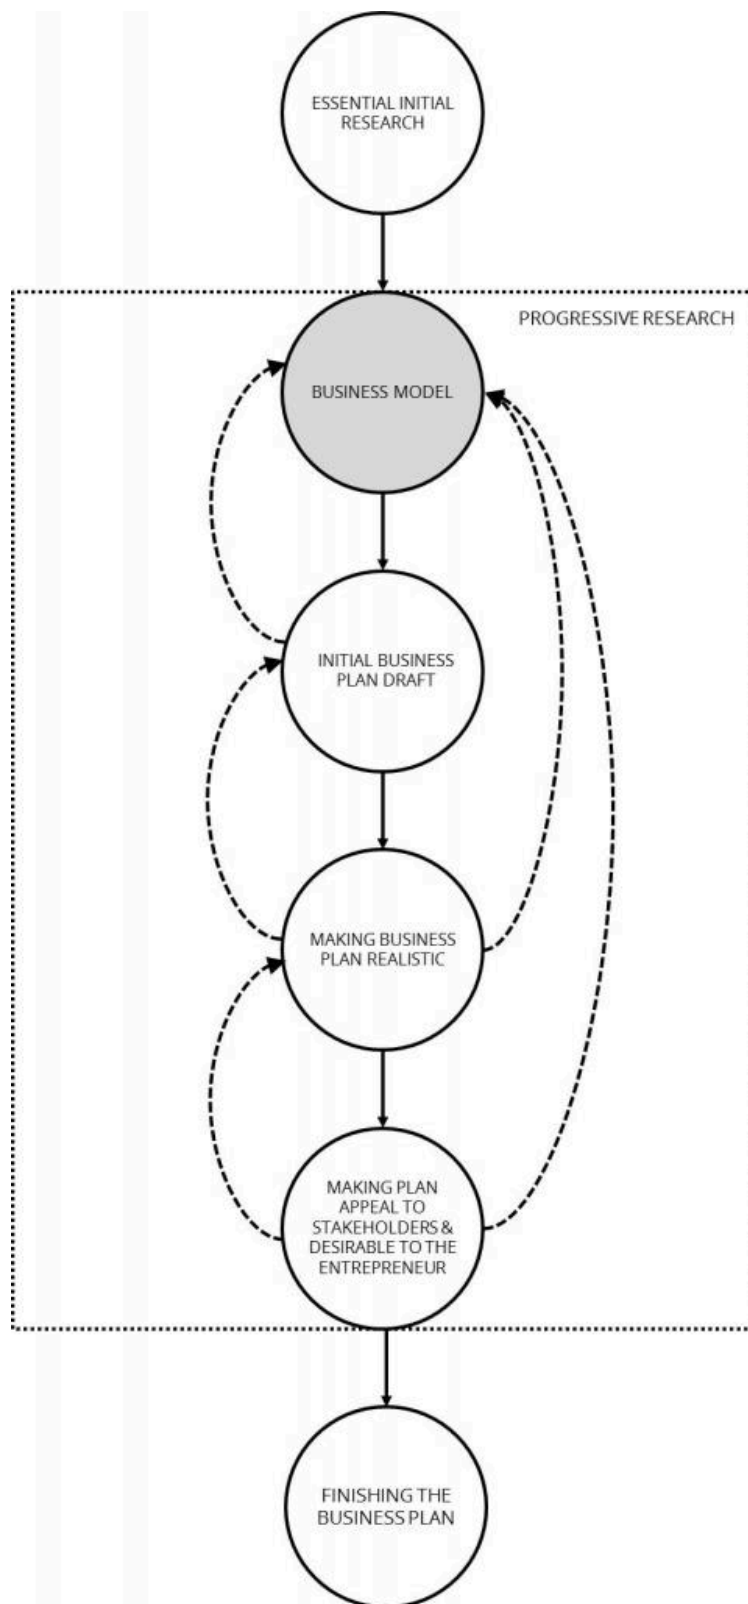 ESSENTIAL INITIAL
RESEARCH
PROGRESSIVE RESEARCH
BUSINESS MODEL
INITIAL BUSINESS
PLAN DRAFT
MAKING BUSINESS
PLAN REALISTIC
MAKING PLAN
APPEAL TO
STAKEHOLDERS &
DESIRABLE TO THE
ENTREPRENEUR
FINISHING THE
BUSINESS PLAN